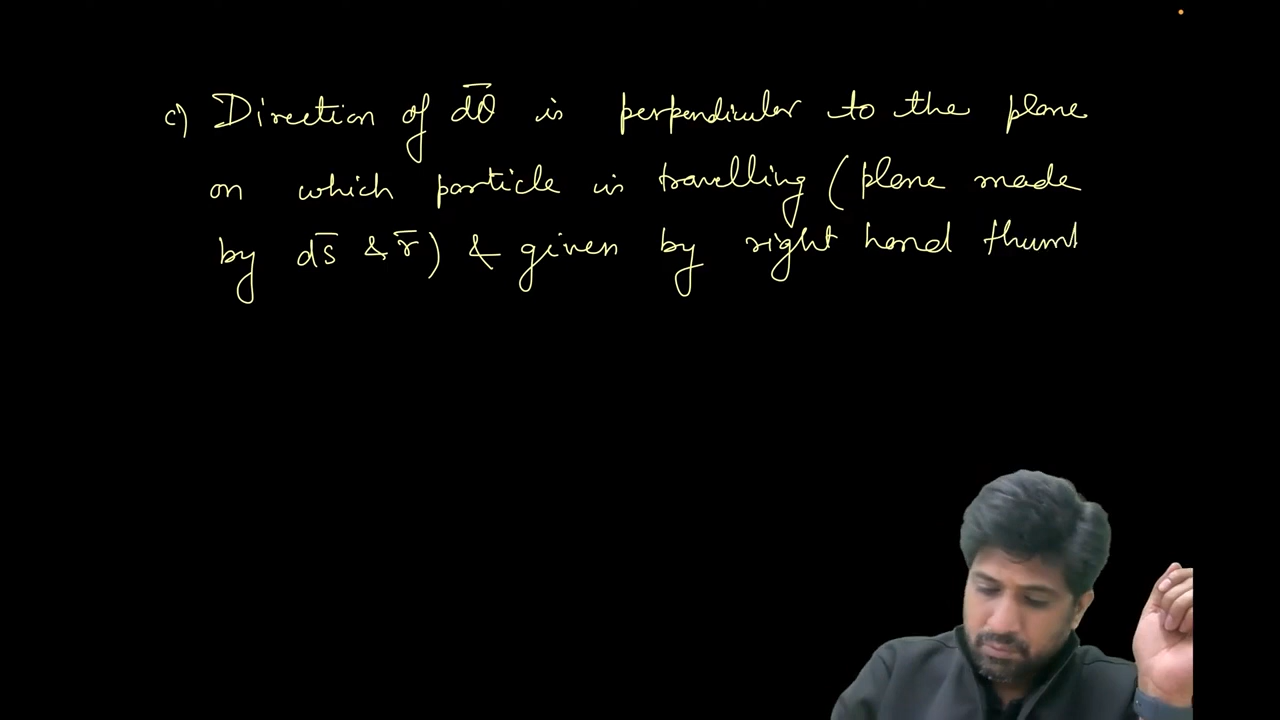 c) Direction of d̅θ̅ is perpendicular to the plane
on which particle is travelling (plane made
by ds̅ & r̅) & given by right hand thumb